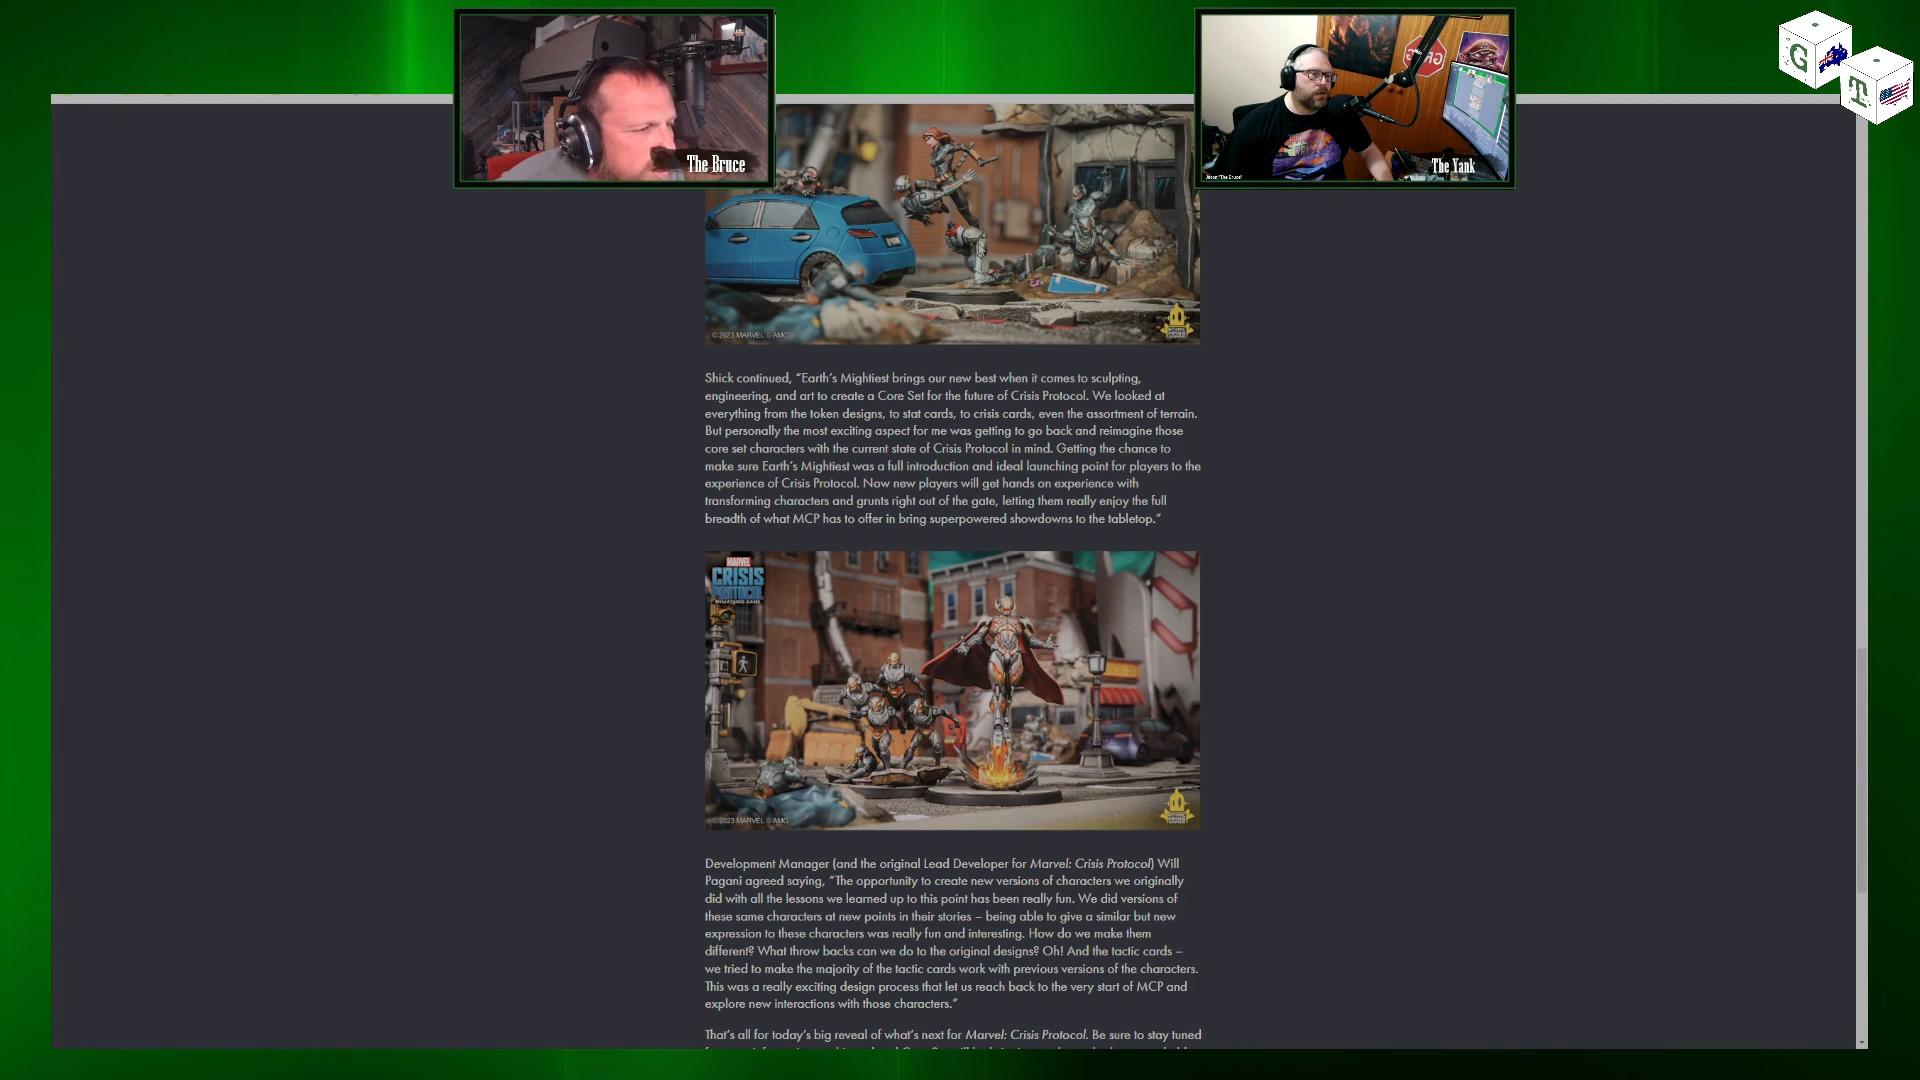 The Bruce
GRRR
Jason "The Bruce"
The Yank
G
T
© 2023 MARVEL © AMG
Shick continued, “Earth’s Mightiest brings our new best when it comes to sculpting,
engineering, and art to create a Core Set for the future of Crisis Protocol. We looked at
everything from the token designs, to stat cards, to crisis cards, even the assortment of terrain.
But personally the most exciting aspect for me was getting to go back and reimagine those
core set characters with the current state of Crisis Protocol in mind. Getting the chance to
make sure Earth’s Mightiest was a full introduction and ideal launching point for players to the
experience of Crisis Protocol. Now new players will get hands on experience with
transforming characters and grunts right out of the gate, letting them really enjoy the full
breadth of what MCP has to offer in bring superpowered showdowns to the tabletop.”
MARVEL
CRISIS
PROTOCOL
MINIATURES GAME
© 2023 MARVEL © AMG
Development Manager (and the original Lead Developer for Marvel: Crisis Protocol) Will
Pagani agreed saying, “The opportunity to create new versions of characters we originally
did with all the lessons we learned up to this point has been really fun. We did versions of
these same characters at new points in their stories – being able to give a similar but new
expression to these characters was really fun and interesting. How do we make them
different? What throw backs can we do to the original designs? Oh! And the tactic cards –
we tried to make the majority of the tactic cards work with previous versions of the characters.
This was a really exciting design process that let us reach back to the very start of MCP and
explore new interactions with those characters.”
That’s all for today’s big reveal of what’s next for Marvel: Crisis Protocol. Be sure to stay tuned